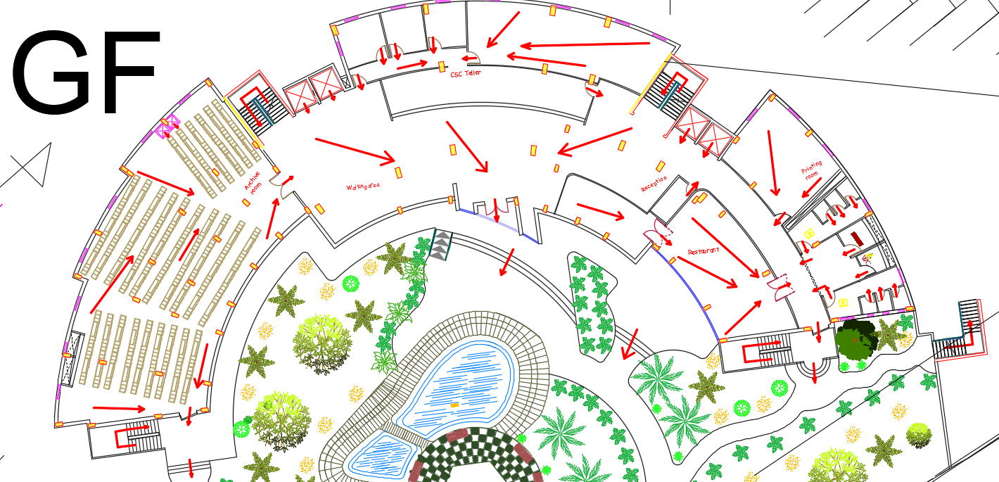 GF
CSC Teller
Archive
room
Waiting area
Reception
Printing
room
Restaurant